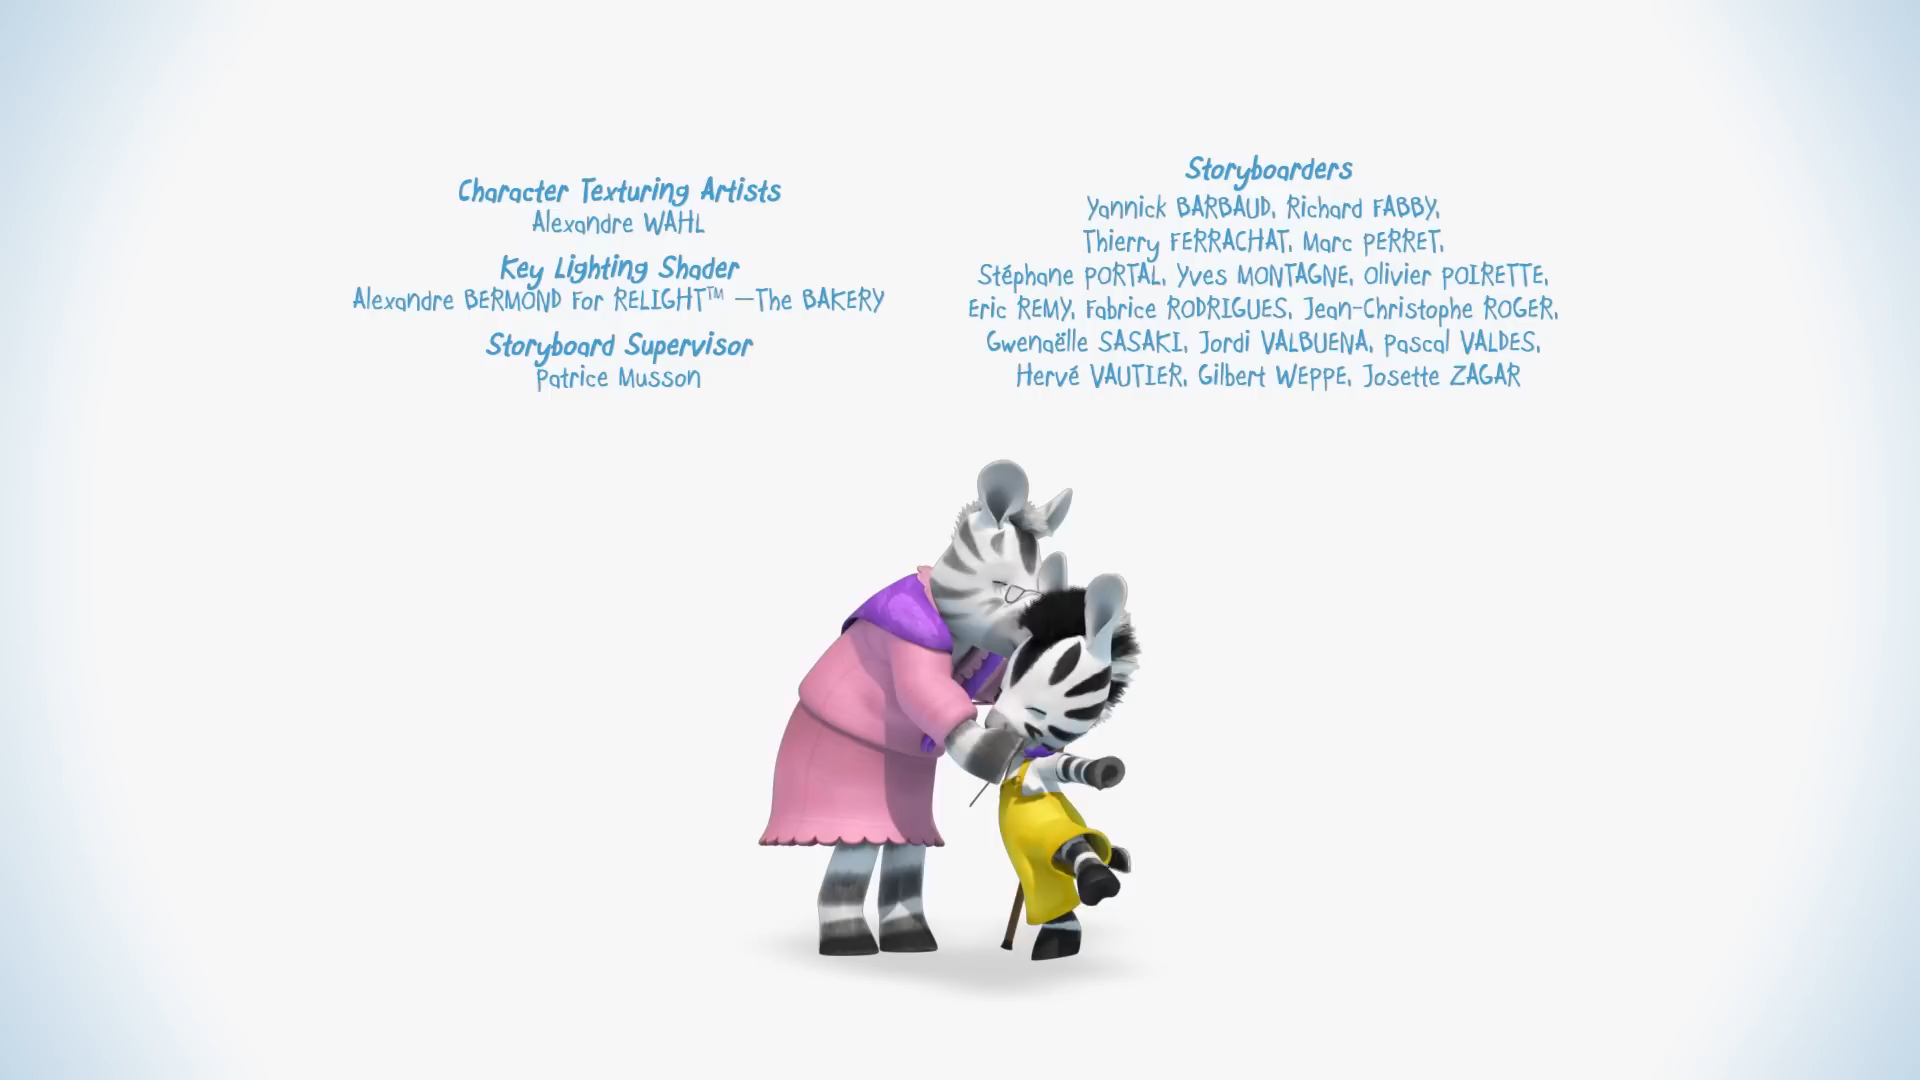 Character Texturing Artists
Alexandre WAHL
Key Lighting Shader
Alexandre BERMOND For RELIGHT™ —The BAKERY
Storyboard Supervisor
Patrice Musson
Storyboarders
Yannick BARBAUD, Richard FABBY,
Thierry FERRACHAT, Marc PERRET,
Stéphane PORTAL, Yves MONTAGNE, Olivier POIRETTE,
Eric REMY, Fabrice RODRIGUES, Jean-Christophe ROGER,
Gwenaëlle SASAKI, Jordi VALBUENA, Pascal VALDES,
Hervé VAUTIER, Gilbert WEPPE, Josette ZAGAR